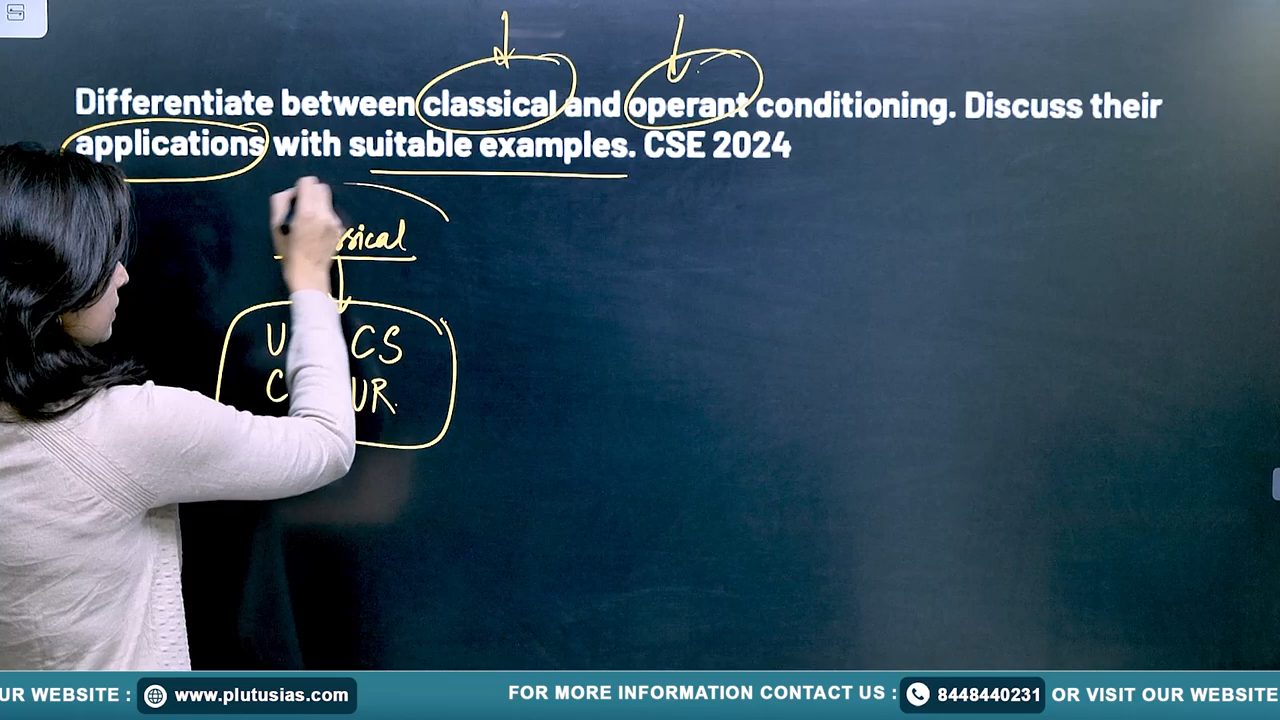 Differentiate between classical and operant conditioning. Discuss their
applications with suitable examples. CSE 2024
CS
UR.
UR WEBSITE : www.plutusias.com FOR MORE INFORMATION CONTACT US : 8448440231 OR VISIT OUR WEBSITE